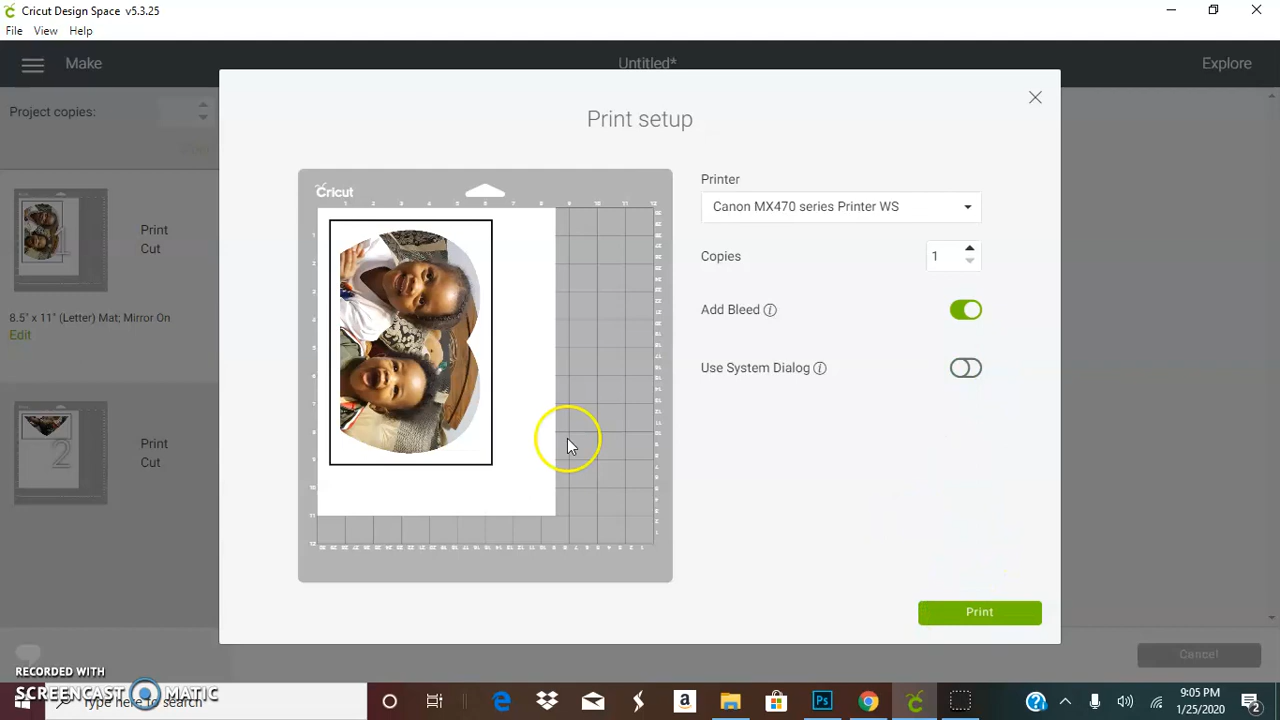 Cricut Design Space v5.3.25
File View Help
Make
Untitled*
Explore
Project copies:
Print setup
Cricut
Printer
Canon MX470 series Printer WS
Copies
1
Add Bleed
Use System Dialog
Print
Cut
8.5" x 11" (Letter) Mat; Mirror On
Edit
Print
Cut
2
Print
Cancel
RECORDED WITH
SCREENCAST MATIC
Type here to search
9:05 PM
1/25/2020
2